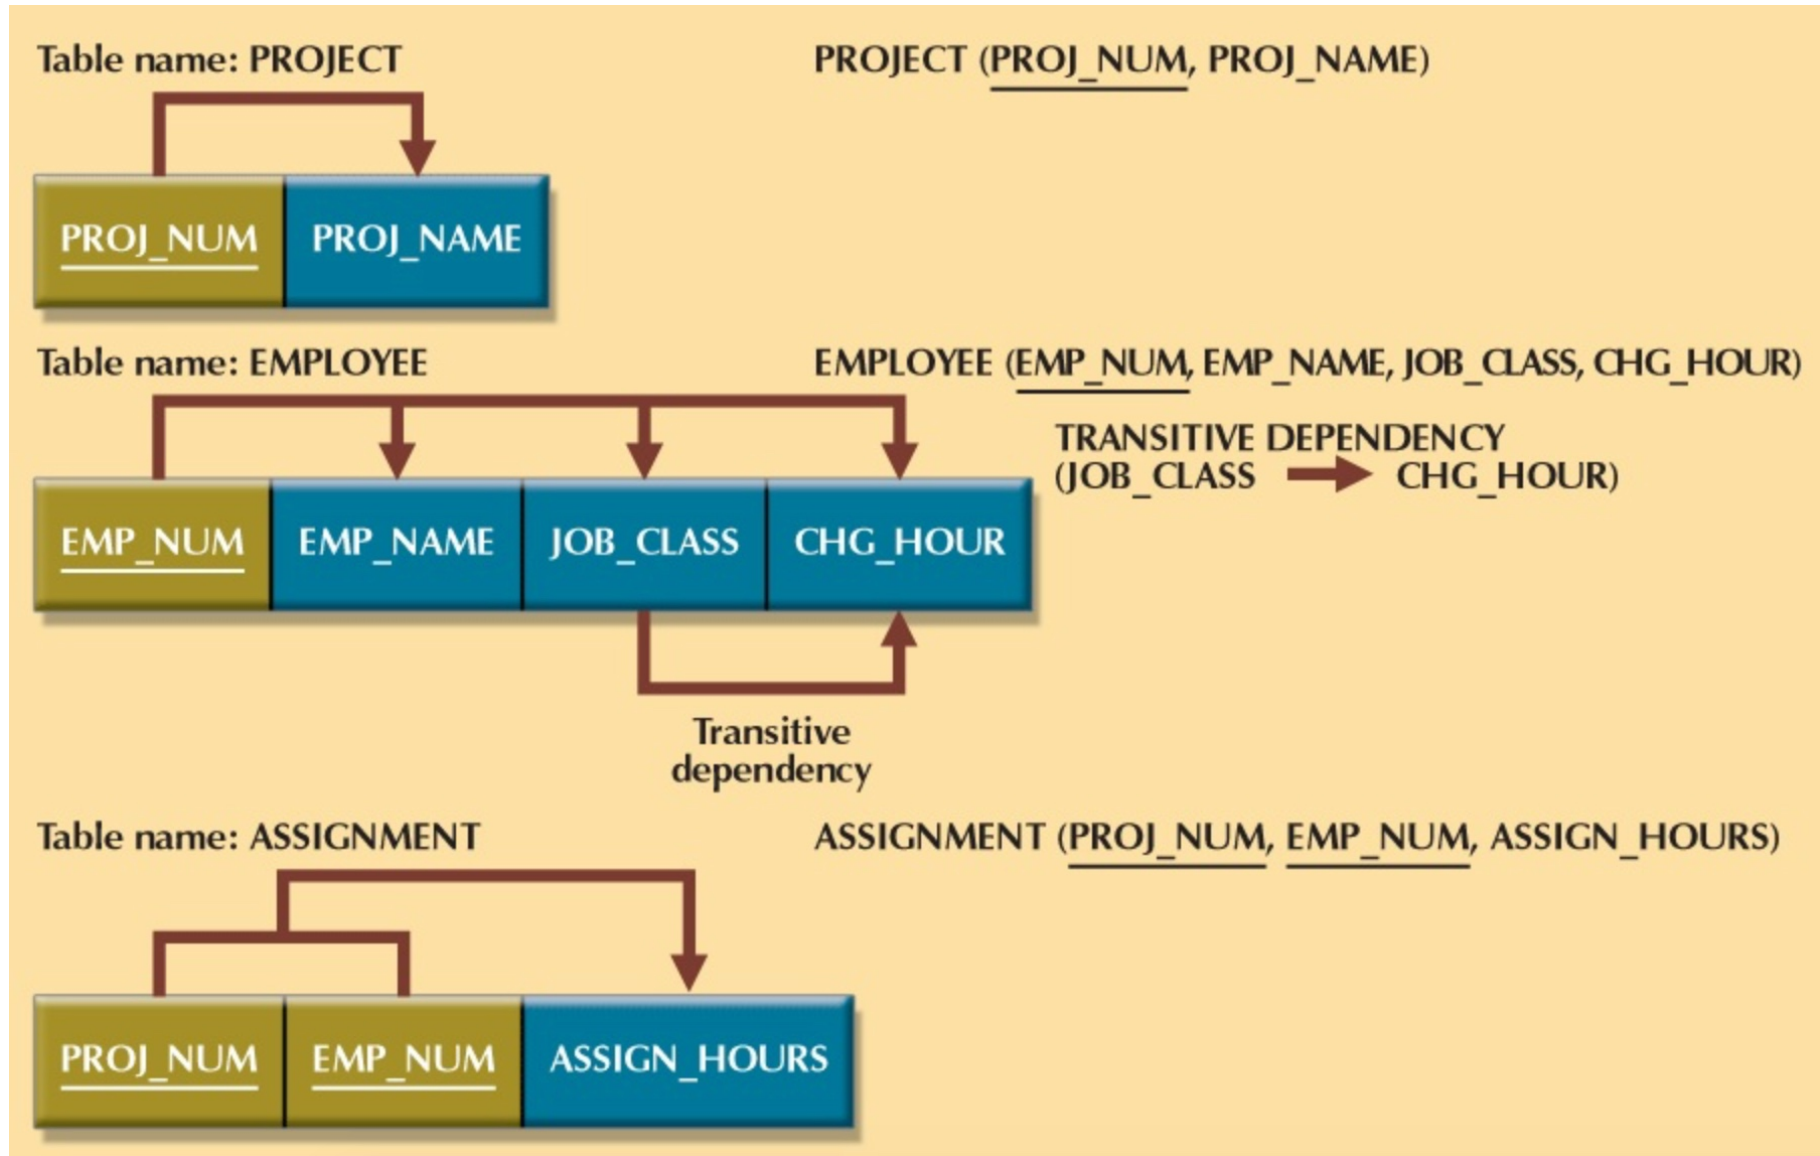 Table name: PROJECT
PROJECT (PROJ_NUM, PROJ_NAME)
PROJ_NUM
PROJ_NAME
Table name: EMPLOYEE
EMPLOYEE (EMP_NUM, EMP_NAME, JOB_CLASS, CHG_HOUR)
TRANSITIVE DEPENDENCY
(JOB_CLASS CHG_HOUR)
EMP_NUM
EMP_NAME
JOB_CLASS
CHG_HOUR
Transitive
dependency
Table name: ASSIGNMENT
ASSIGNMENT (PROJ_NUM, EMP_NUM, ASSIGN_HOURS)
PROJ_NUM
EMP_NUM
ASSIGN_HOURS